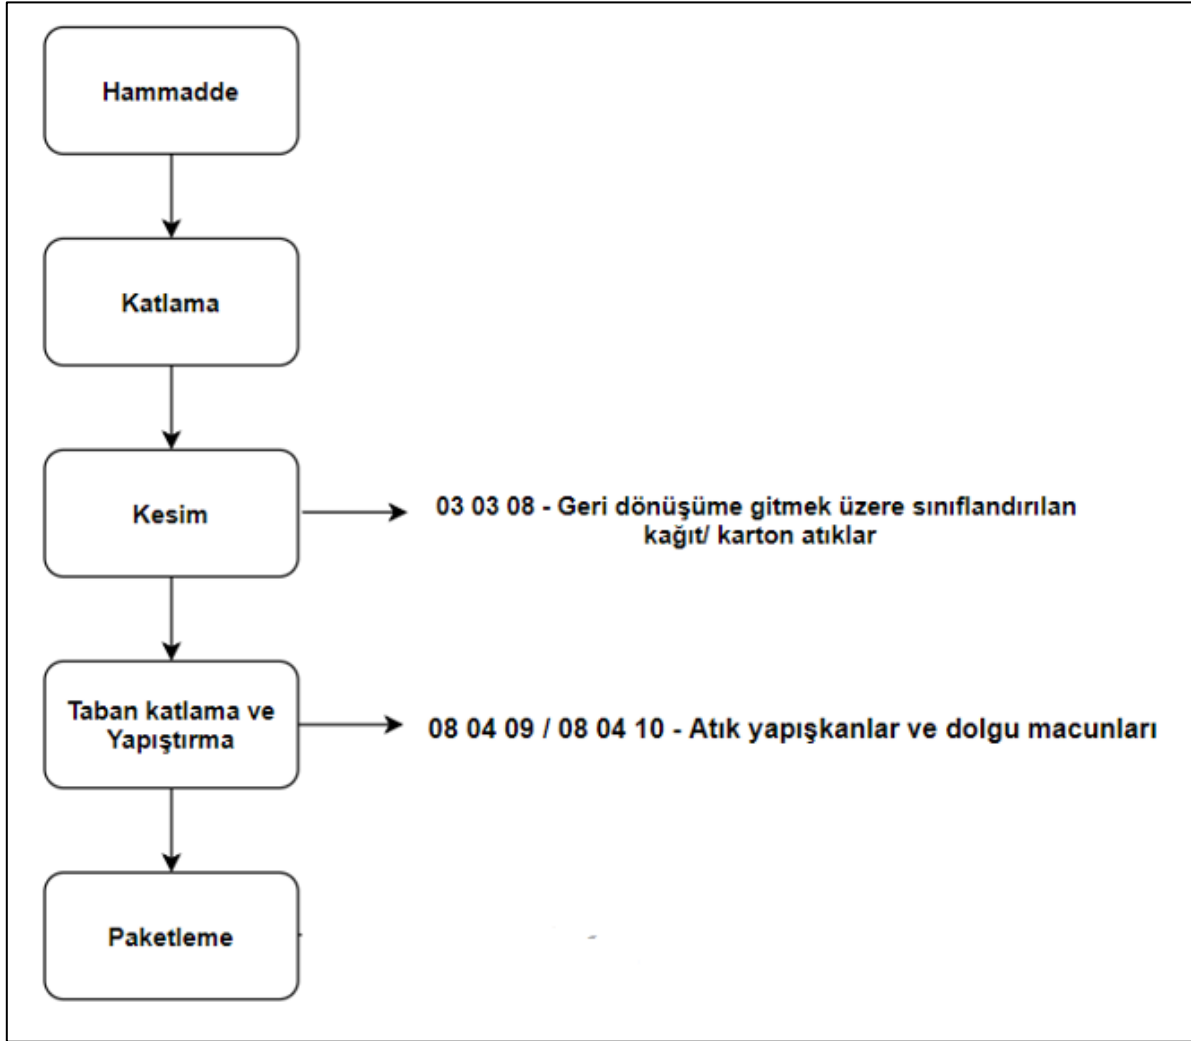 Hammadde
Katlama
Kesim
03 03 08 - Geri dönüşüme gitmek üzere sınıflandırılan
kağıt/ karton atıklar
Taban katlama ve
Yapıştırma
08 04 09 / 08 04 10 - Atık yapışkanlar ve dolgu macunları
Paketleme